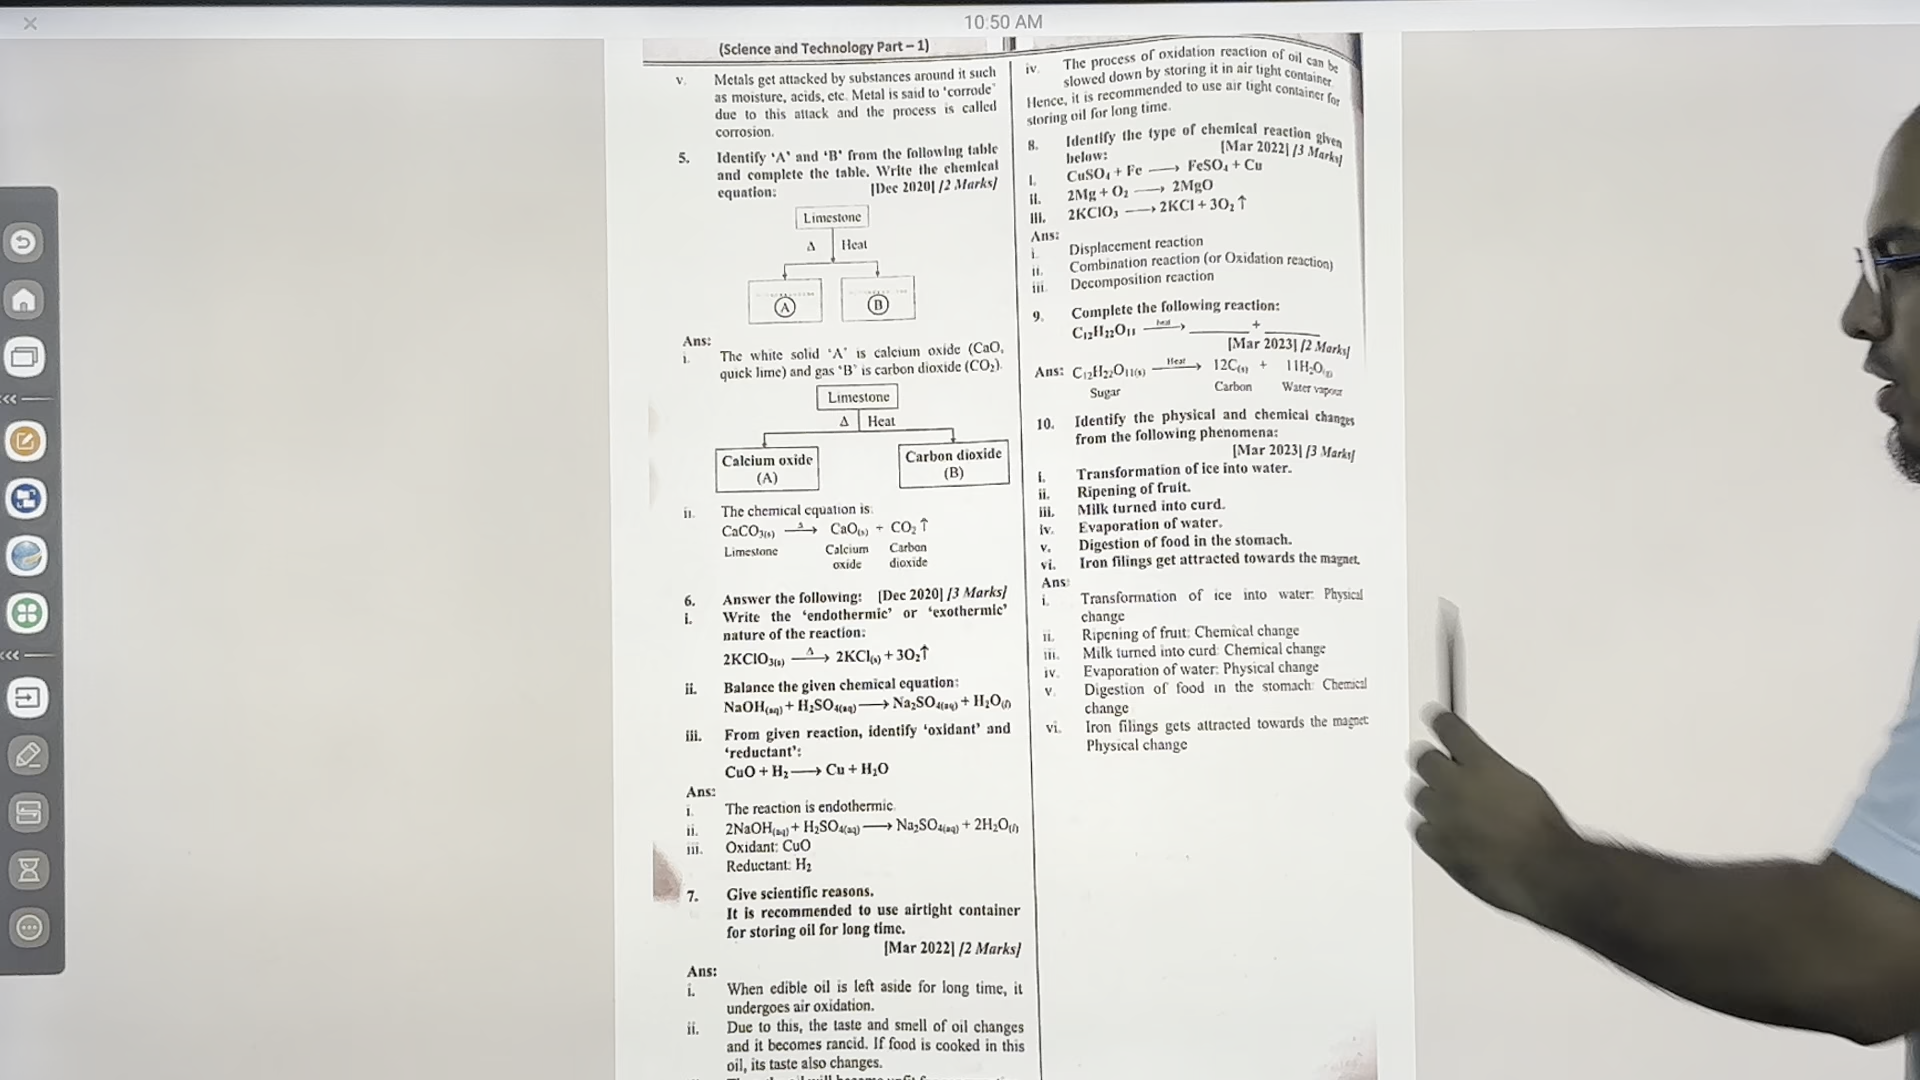 10:50 AM
(Science and Technology Part – 1)
v. Metals get attacked by substances around it such
as moisture, acids, etc. Metal is said to ‘corrode’
due to this attack and the process is called
corrosion.
5. Identify ‘A’ and ‘B’ from the following table
and complete the table. Write the chemical
equation: [Dec 2020] [2 Marks]
Limestone
Δ Heat
A B
Ans:
i. The white solid ‘A’ is calcium oxide (CaO,
quick lime) and gas ‘B’ is carbon dioxide (CO₂).
Limestone
Δ Heat
Calcium oxide
(A)
Carbon dioxide
(B)
ii. The chemical equation is:
CaCO₃(s) —Δ→ CaO(s) + CO₂ ↑
Limestone Calcium Carbon
oxide dioxide
6. Answer the following: [Dec 2020] [3 Marks]
i. Write the ‘endothermic’ or ‘exothermic’
nature of the reaction:
2KClO₃(s) —Δ→ 2KCl(s) + 3O₂↑
ii. Balance the given chemical equation:
NaOH(aq) + H₂SO₄(aq) ⟶ Na₂SO₄(aq) + H₂O(l)
iii. From given reaction, identify ‘oxidant’ and
‘reductant’:
CuO + H₂ ⟶ Cu + H₂O
Ans:
i. The reaction is endothermic.
ii. 2NaOH(aq) + H₂SO₄(aq) ⟶ Na₂SO₄(aq) + 2H₂O(l)
iii. Oxidant: CuO
Reductant: H₂
7. Give scientific reasons.
It is recommended to use airtight container
for storing oil for long time.
[Mar 2022] [2 Marks]
Ans:
i. When edible oil is left aside for long time, it
undergoes air oxidation.
ii. Due to this, the taste and smell of oil changes
and it becomes rancid. If food is cooked in this
oil, its taste also changes.
iv. The process of oxidation reaction of oil can be
slowed down by storing it in air tight container.
Hence, it is recommended to use air tight container for
storing oil for long time.
8. Identify the type of chemical reaction given
below: [Mar 2022] [3 Marks]
i. CuSO₄ + Fe ⟶ FeSO₄ + Cu
ii. 2Mg + O₂ ⟶ 2MgO
iii. 2KClO₃ ⟶ 2KCl + 3O₂ ↑
Ans:
i. Displacement reaction
ii. Combination reaction (or Oxidation reaction)
iii. Decomposition reaction
9. Complete the following reaction:
C₁₂H₂₂O₁₁ —heat→ ______ + ______
[Mar 2023] [2 Marks]
Ans: C₁₂H₂₂O₁₁(s) —Heat→ 12C(s) + 11H₂O(g)
Sugar Carbon Water vapour
10. Identify the physical and chemical changes
from the following phenomena:
[Mar 2023] [3 Marks]
i. Transformation of ice into water.
ii. Ripening of fruit.
iii. Milk turned into curd.
iv. Evaporation of water.
v. Digestion of food in the stomach.
vi. Iron filings get attracted towards the magnet.
Ans:
i. Transformation of ice into water: Physical
change
ii. Ripening of fruit: Chemical change
iii. Milk turned into curd: Chemical change
iv. Evaporation of water: Physical change
v. Digestion of food in the stomach: Chemical
change
vi. Iron filings gets attracted towards the magnet:
Physical change